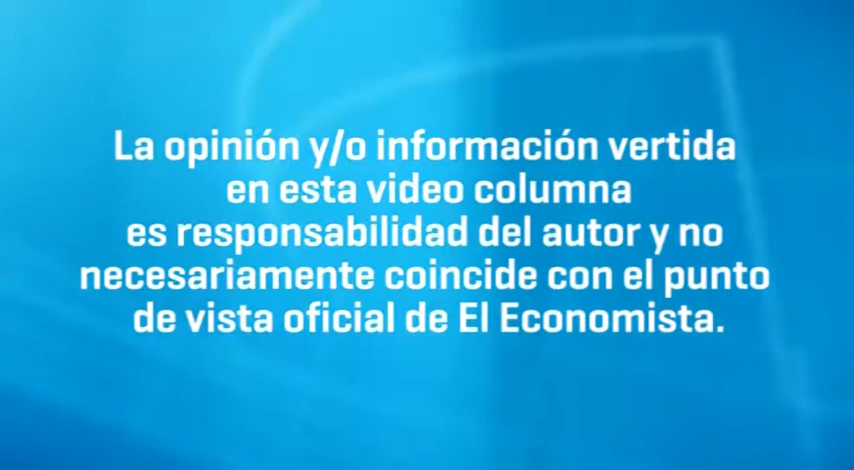 La opinión y/o información vertida
en esta video columna
es responsabilidad del autor y no
necesariamente coincide con el punto
de vista oficial de El Economista.